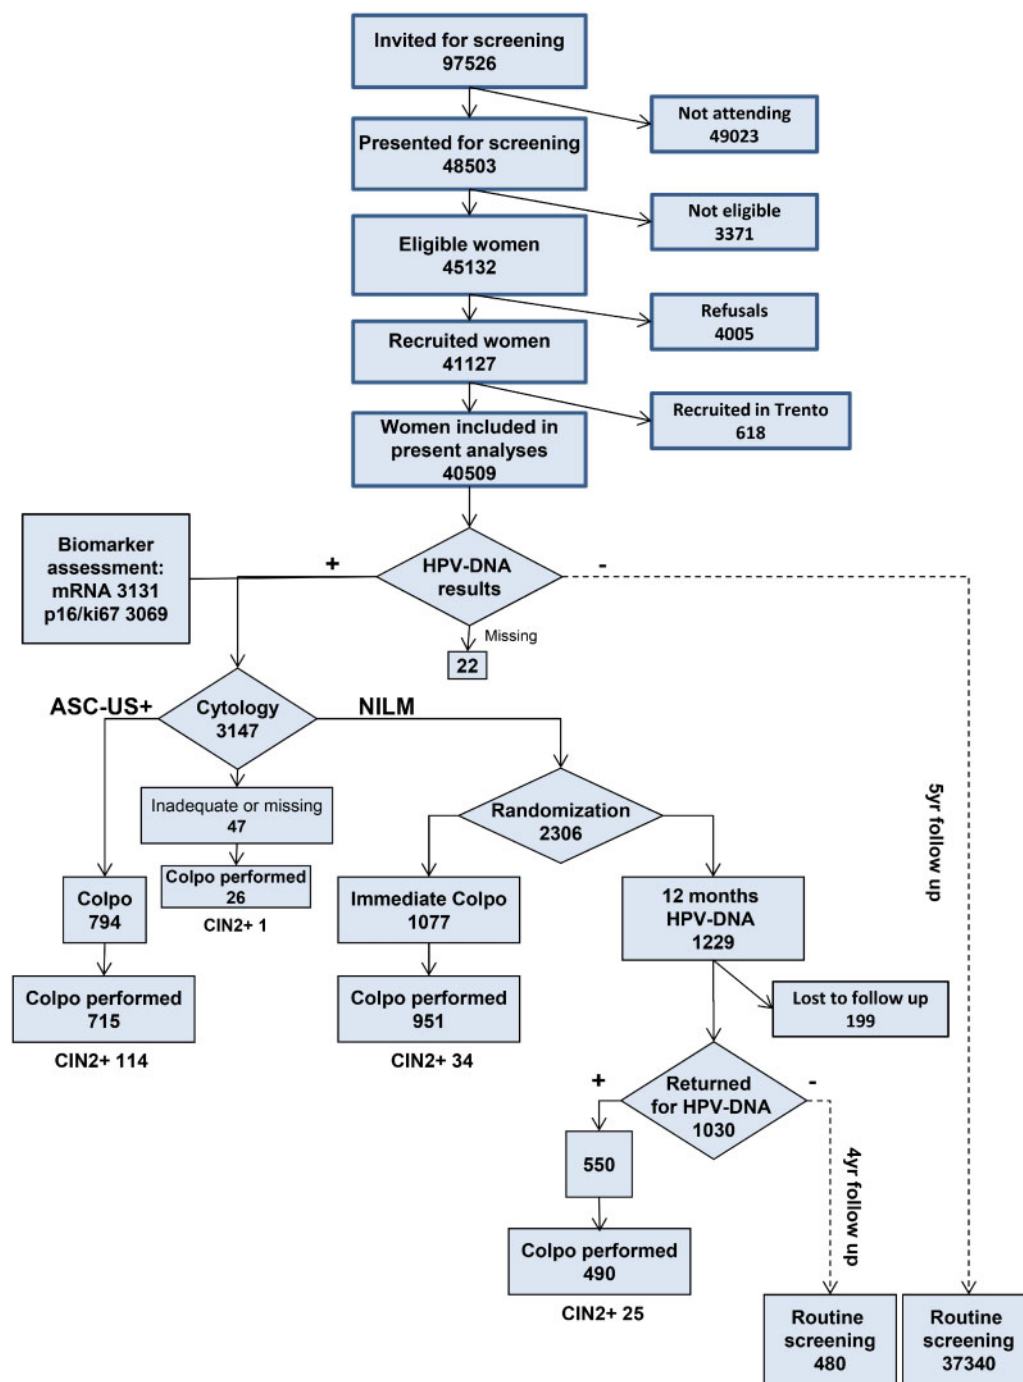 Invited for screening
97526
Not attending
49023
Presented for screening
48503
Not eligible
3371
Eligible women
45132
Refusals
4005
Recruited women
41127
Recruited in Trento
618
Women included in
present analyses
40509
Biomarker
assessment:
mRNA 3131
p16/ki67 3069
+
HPV-DNA
results
-
Missing
22
ASC-US+
Cytology
3147
NILM
Inadequate or missing
47
Colpo performed
26
CIN2+ 1
Randomization
2306
5yr follow up
Colpo
794
Immediate Colpo
1077
12 months
HPV-DNA
1229
Colpo performed
715
CIN2+ 114
Colpo performed
951
CIN2+ 34
Lost to follow up
199
+
Returned
for HPV-DNA
1030
-
550
4yr follow up
Colpo performed
490
CIN2+ 25
Routine
screening
480
Routine
screening
37340